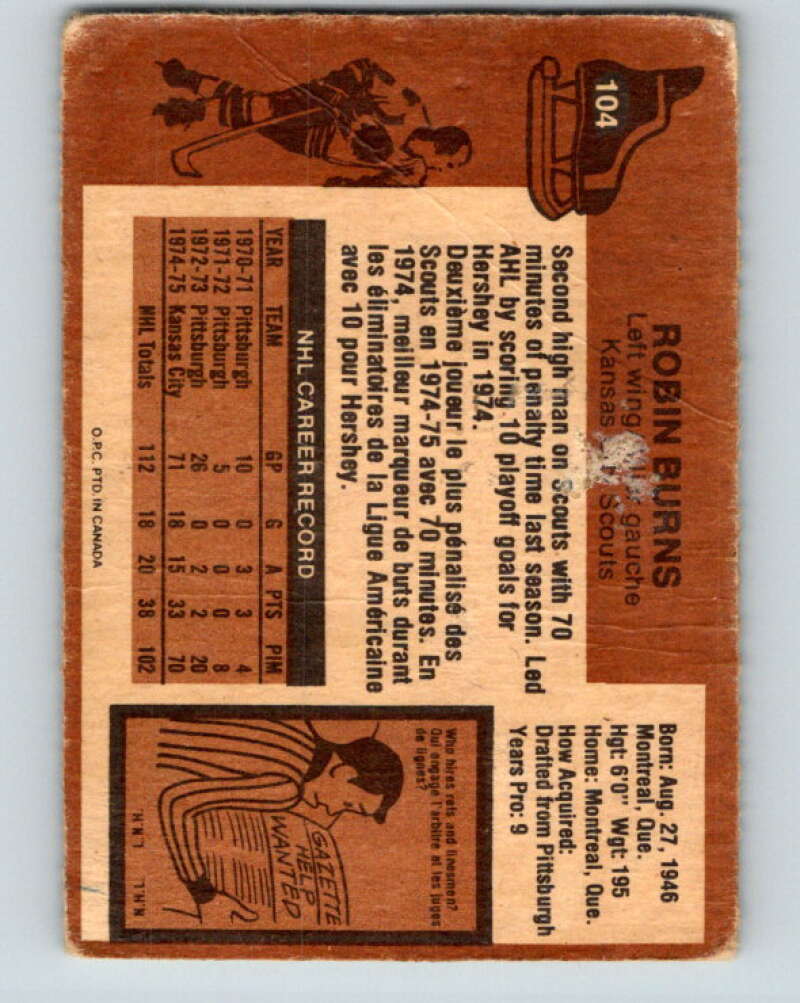 104
ROBIN BURNS
Left wing gauche
Kansas Scouts
Born: Aug. 27, 1946
Montreal, Que.
Hgt: 6'0" Wgt: 195
Home: Montreal, Que.
How Acquired:
Drafted from Pittsburgh
Years Pro: 9
Second high man on Scouts with 70
minutes of penalty time last season. Led
AHL by scoring 10 playoff goals for
Hershey in 1974.
Deuxième joueur le plus pénalisé des
Scouts en 1974-75 avec 70 minutes. En
1974, meilleur marqueur de buts durant
les éliminatoires de la Ligue Américaine
avec 10 pour Hershey.
NHL CAREER RECORD
YEAR TEAM GP G A PTS PIM
1970-71 Pittsburgh 10 0 3 3 4
1971-72 Pittsburgh 5 0 0 0 8
1972-73 Pittsburgh 26 0 2 2 20
1974-75 Kansas City 71 18 15 33 70
NHL Totals 112 18 20 38 102
Who hires refs and linesmen?
Qui engage l'arbitre et les juges
de lignes?
GAZETTE
HELP
WANTED
N.H.L. L.N.H.
O.P.C. PTD. IN CANADA